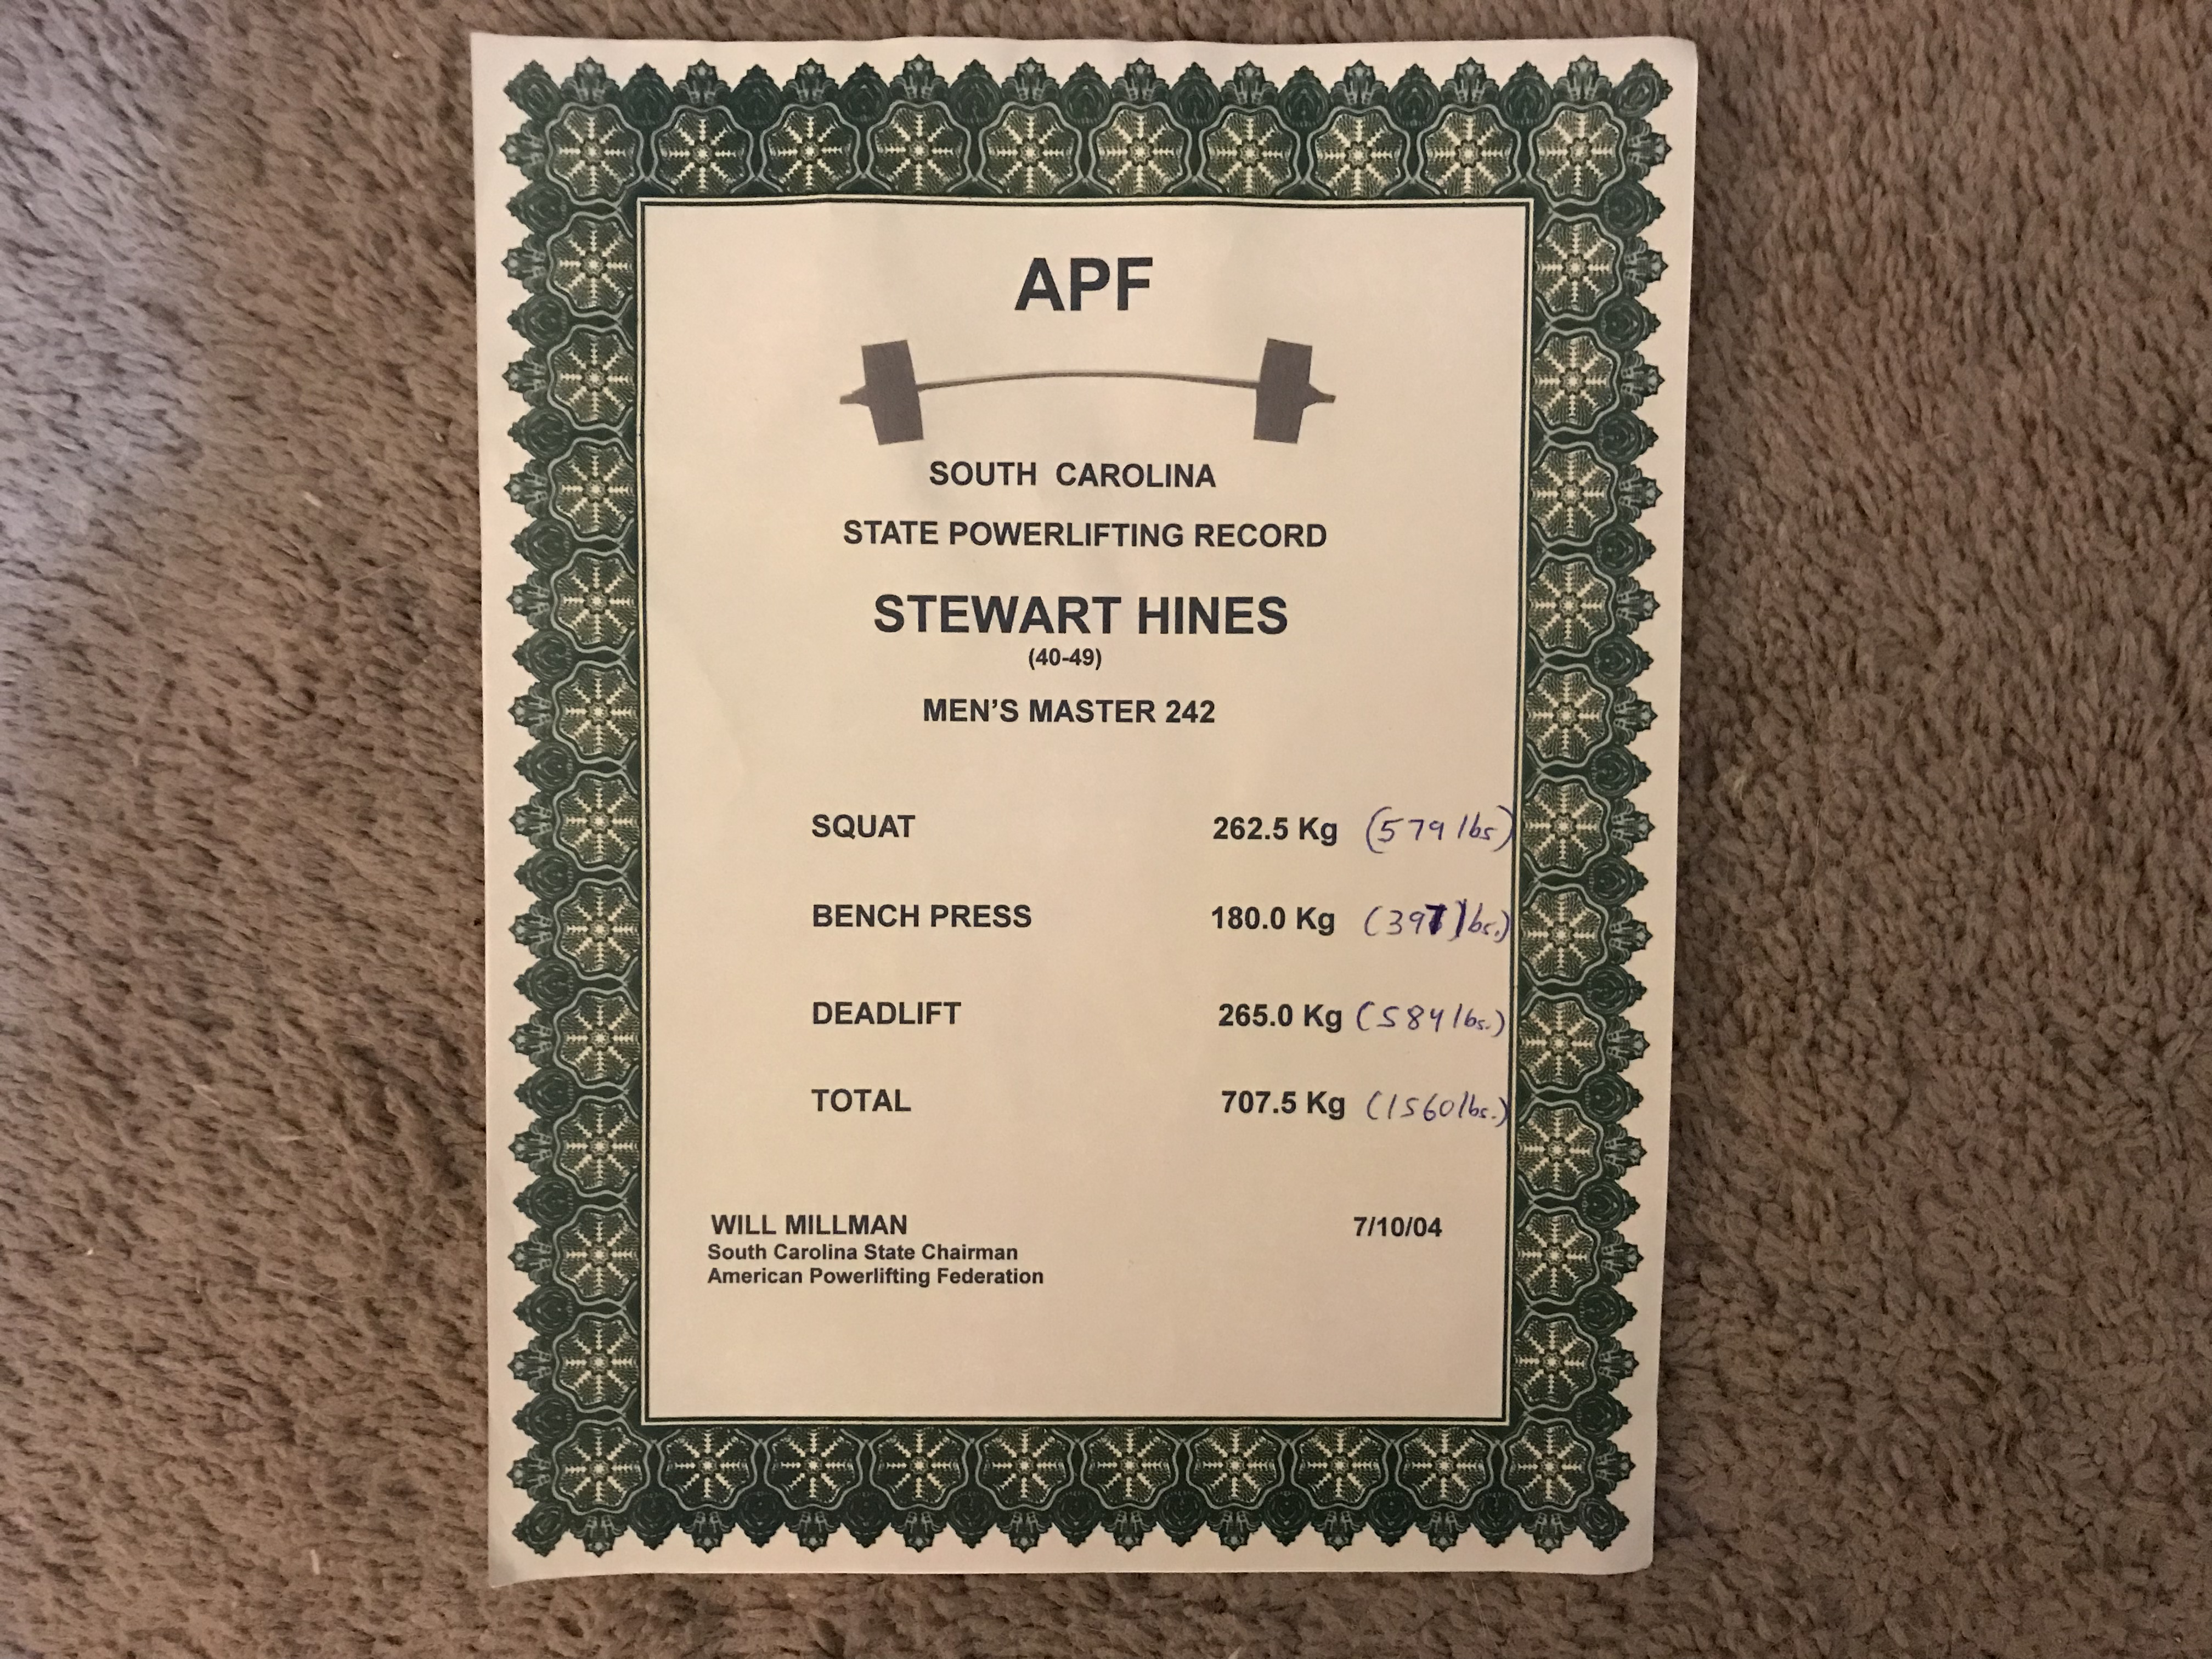 APF
SOUTH CAROLINA
STATE POWERLIFTING RECORD
STEWART HINES
(40-49)
MEN'S MASTER 242
SQUAT 262.5 Kg (579 lbs)
BENCH PRESS 180.0 Kg (397 lbs.)
DEADLIFT 265.0 Kg (584 lbs.)
TOTAL 707.5 Kg (1560 lbs.)
WILL MILLMAN 7/10/04
South Carolina State Chairman
American Powerlifting Federation